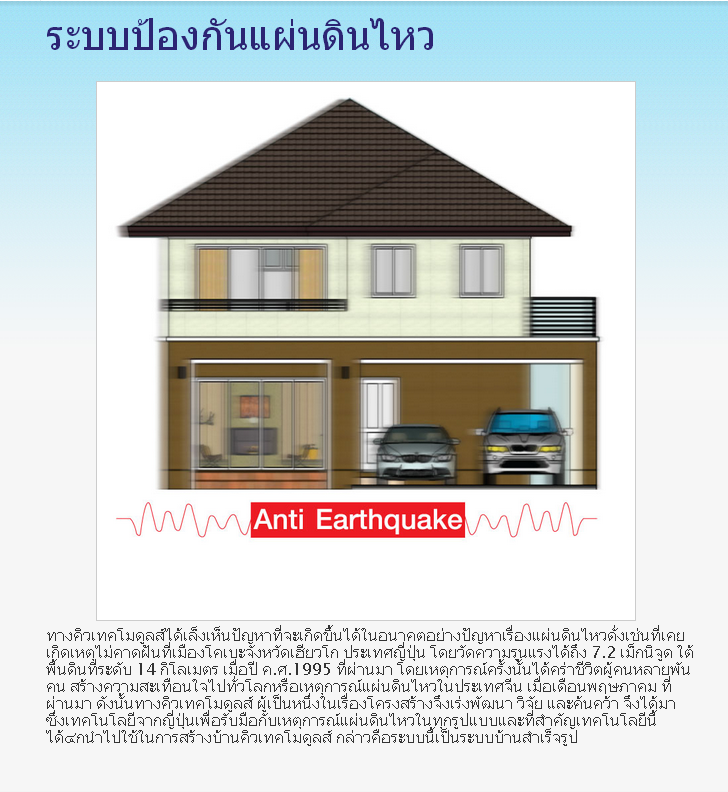 ระบบป้องกันแผ่นดินไหว
Anti Earthquake
ทางคิวเทคโมดูลส์ได้เล็งเห็นปัญหาที่จะเกิดขึ้นได้ในอนาคตอย่างปัญหาเรื่องแผ่นดินไหวดั่งเช่นที่เคย
เกิดเหตุไม่คาดฝันที่เมืองโคเบะจังหวัดเฮียวโก ประเทศญี่ปุ่น โดยวัดความรุนแรงได้ถึง 7.2 แม็กนิจูด ใต้
พื้นดินที่ระดับ 14 กิโลเมตร เมื่อปี ค.ศ.1995 ที่ผ่านมา โดยเหตุการณ์ครั้งนั้นได้คร่าชีวิตผู้คนหลายพัน
คน สร้างความสะเทือนใจไปทั่วโลกหรือเหตุการณ์แผ่นดินไหวในประเทศจีน เมื่อเดือนพฤษภาคม ที่
ผ่านมา ดังนั้นทางคิวเทคโมดูลส์ ผู้เป็นหนึ่งในเรื่องโครงสร้างจึงเร่งพัฒนา วิจัย และค้นคว้า จึงได้มา
ซึ่งเทคโนโลยีจากญี่ปุ่นเพื่อรับมือกับเหตุการณ์แผ่นดินไหวในทุกรูปแบบและที่สำคัญเทคโนโลยีนี้
ได้๔กนำไปใช้ในการสร้างบ้านคิวเทคโมดูลส์ กล่าวคือระบบนี้เป็นระบบบ้านสำเร็จรูป